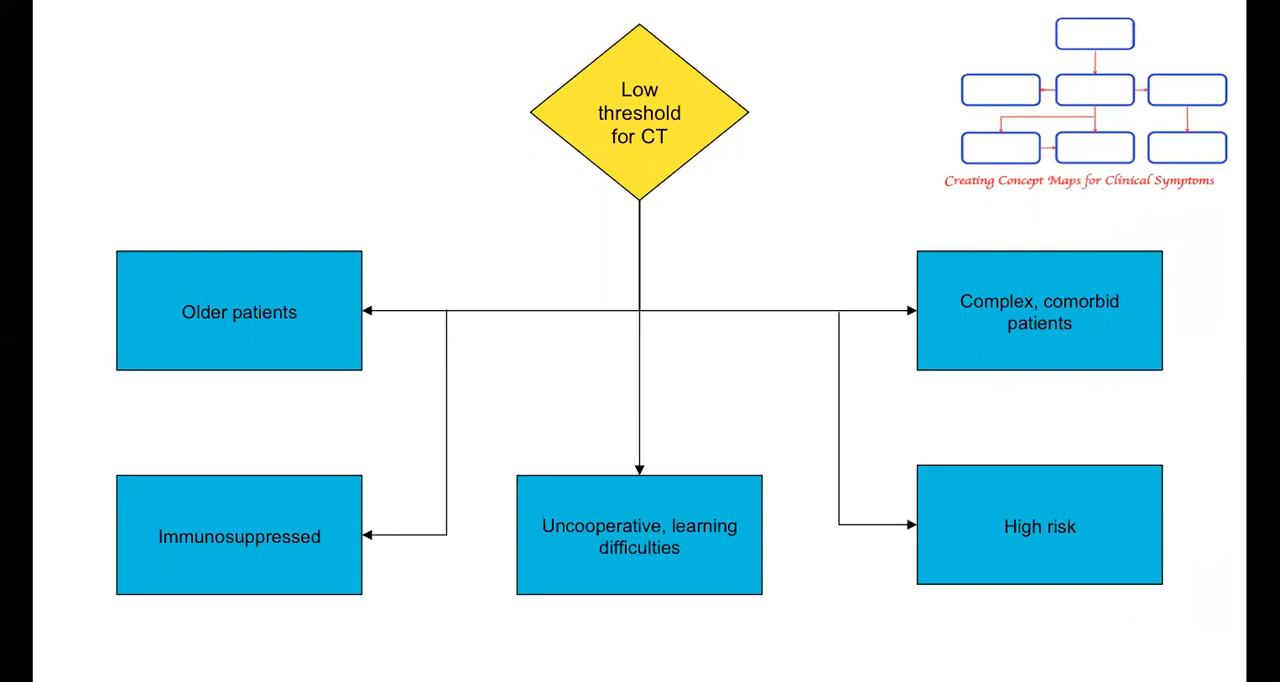 Low
threshold
for CT
Creating Concept Maps for Clinical Symptoms
Older patients
Complex, comorbid
patients
Immunosuppressed
Uncooperative, learning
difficulties
High risk